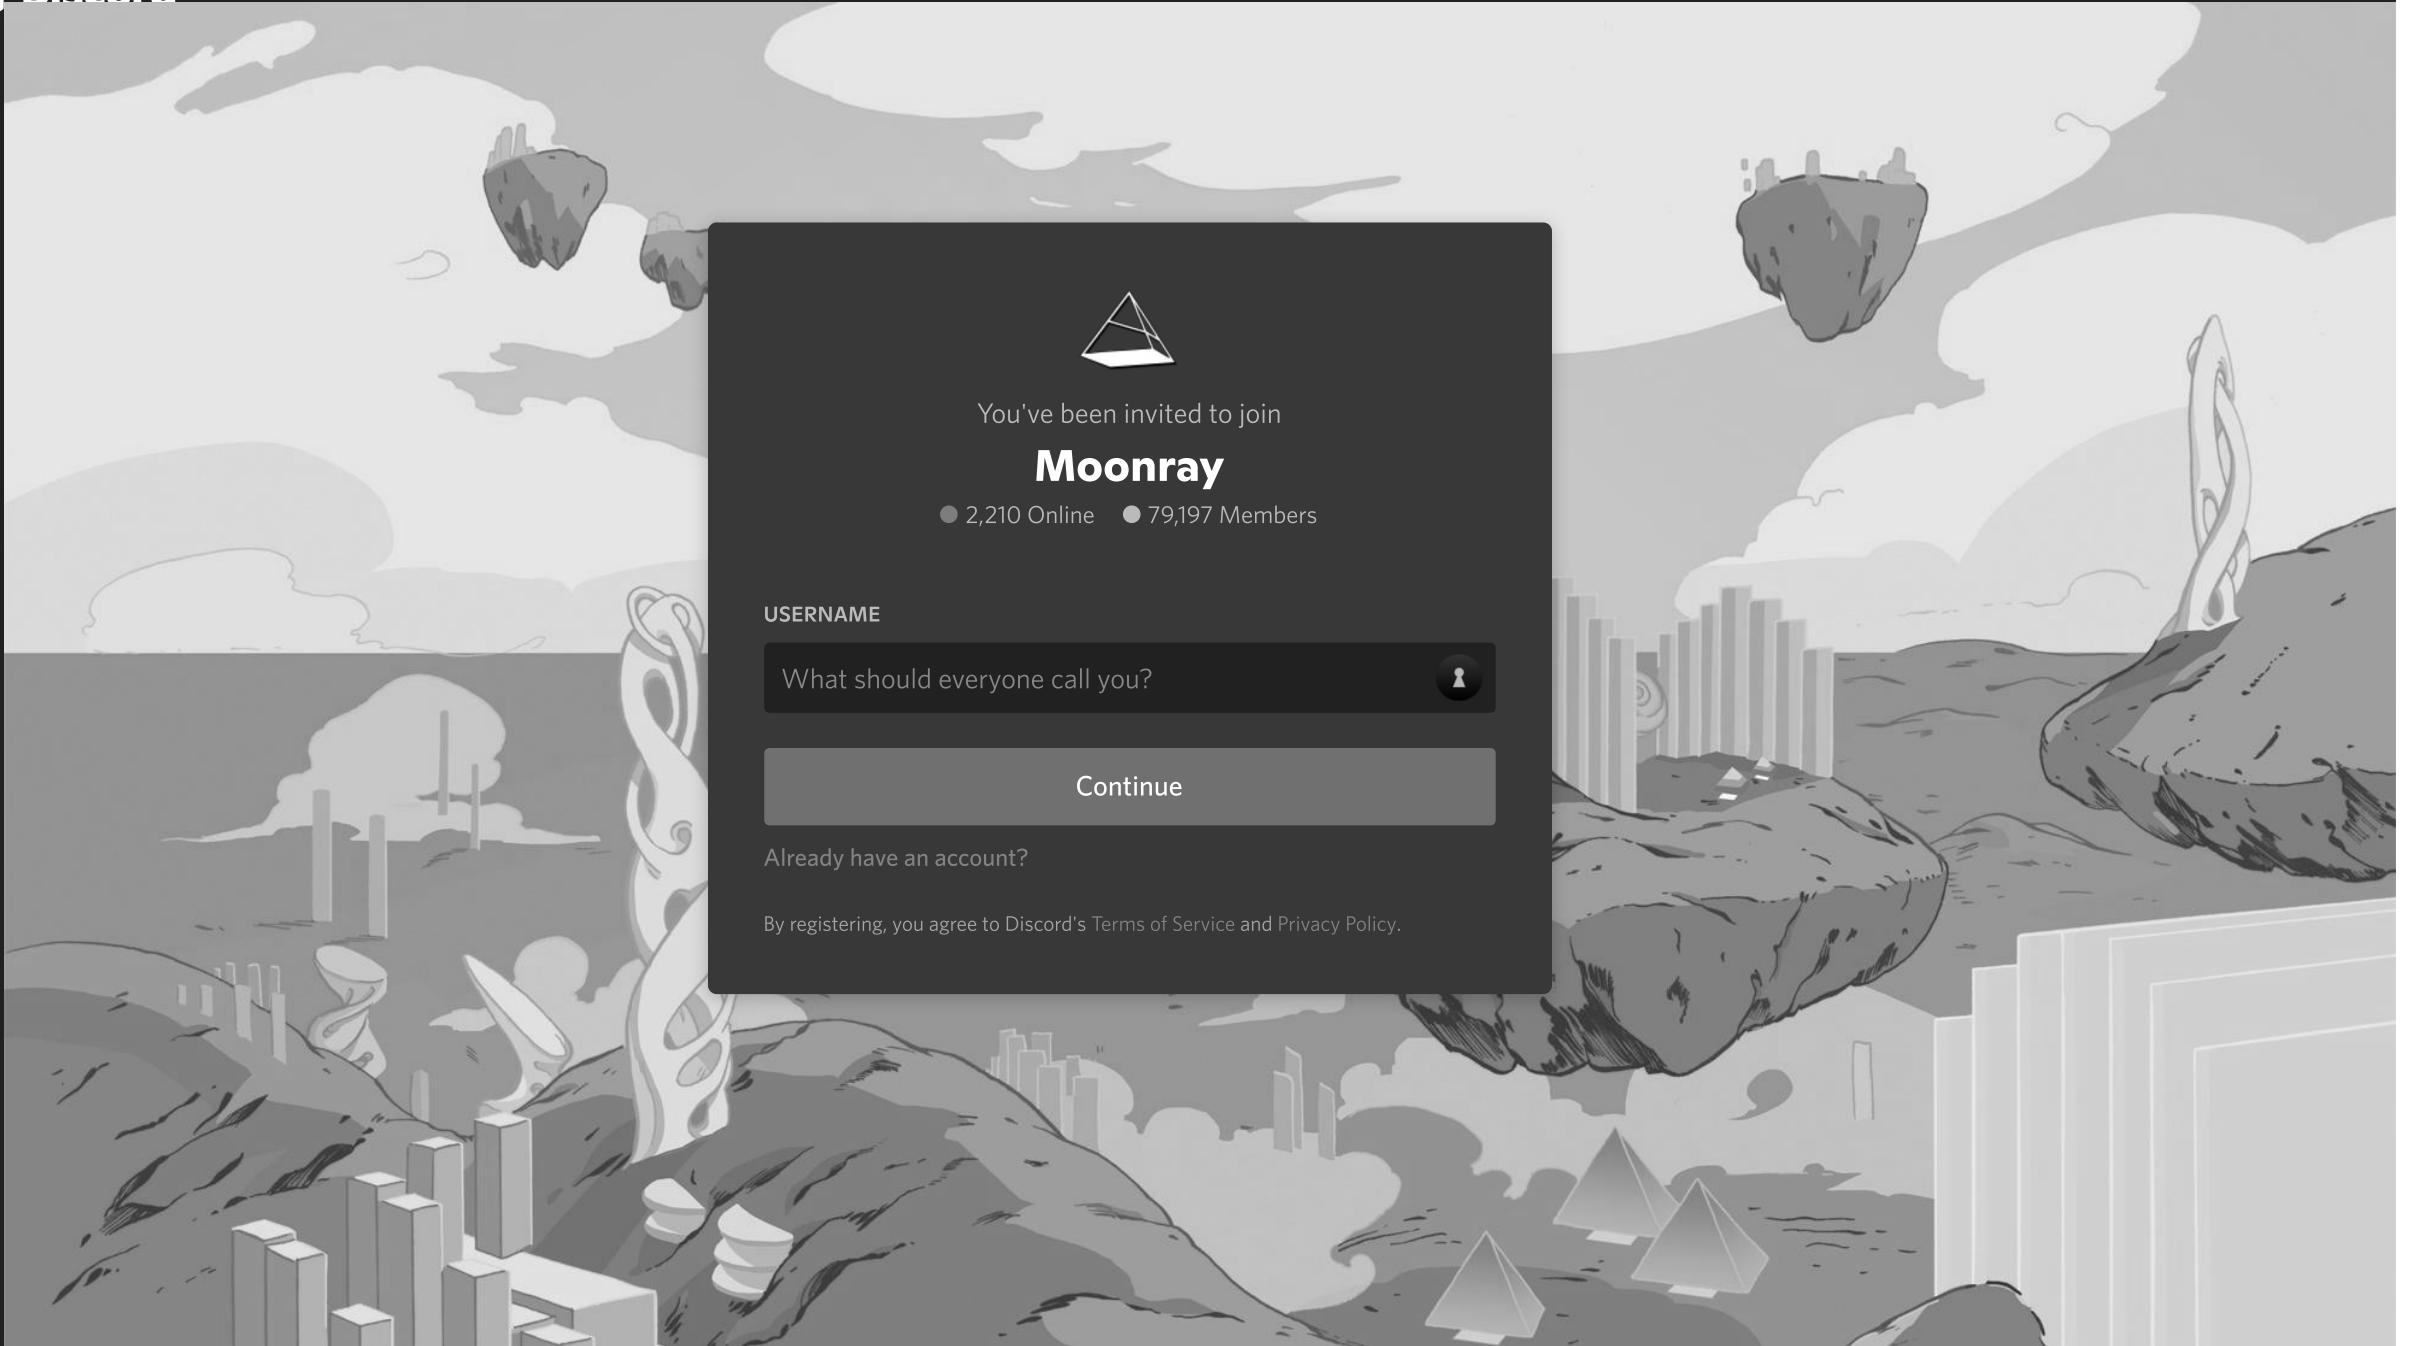 You've been invited to join
Moonray
2,210 Online 79,197 Members
USERNAME
What should everyone call you?
Continue
Already have an account?
By registering, you agree to Discord's Terms of Service and Privacy Policy.